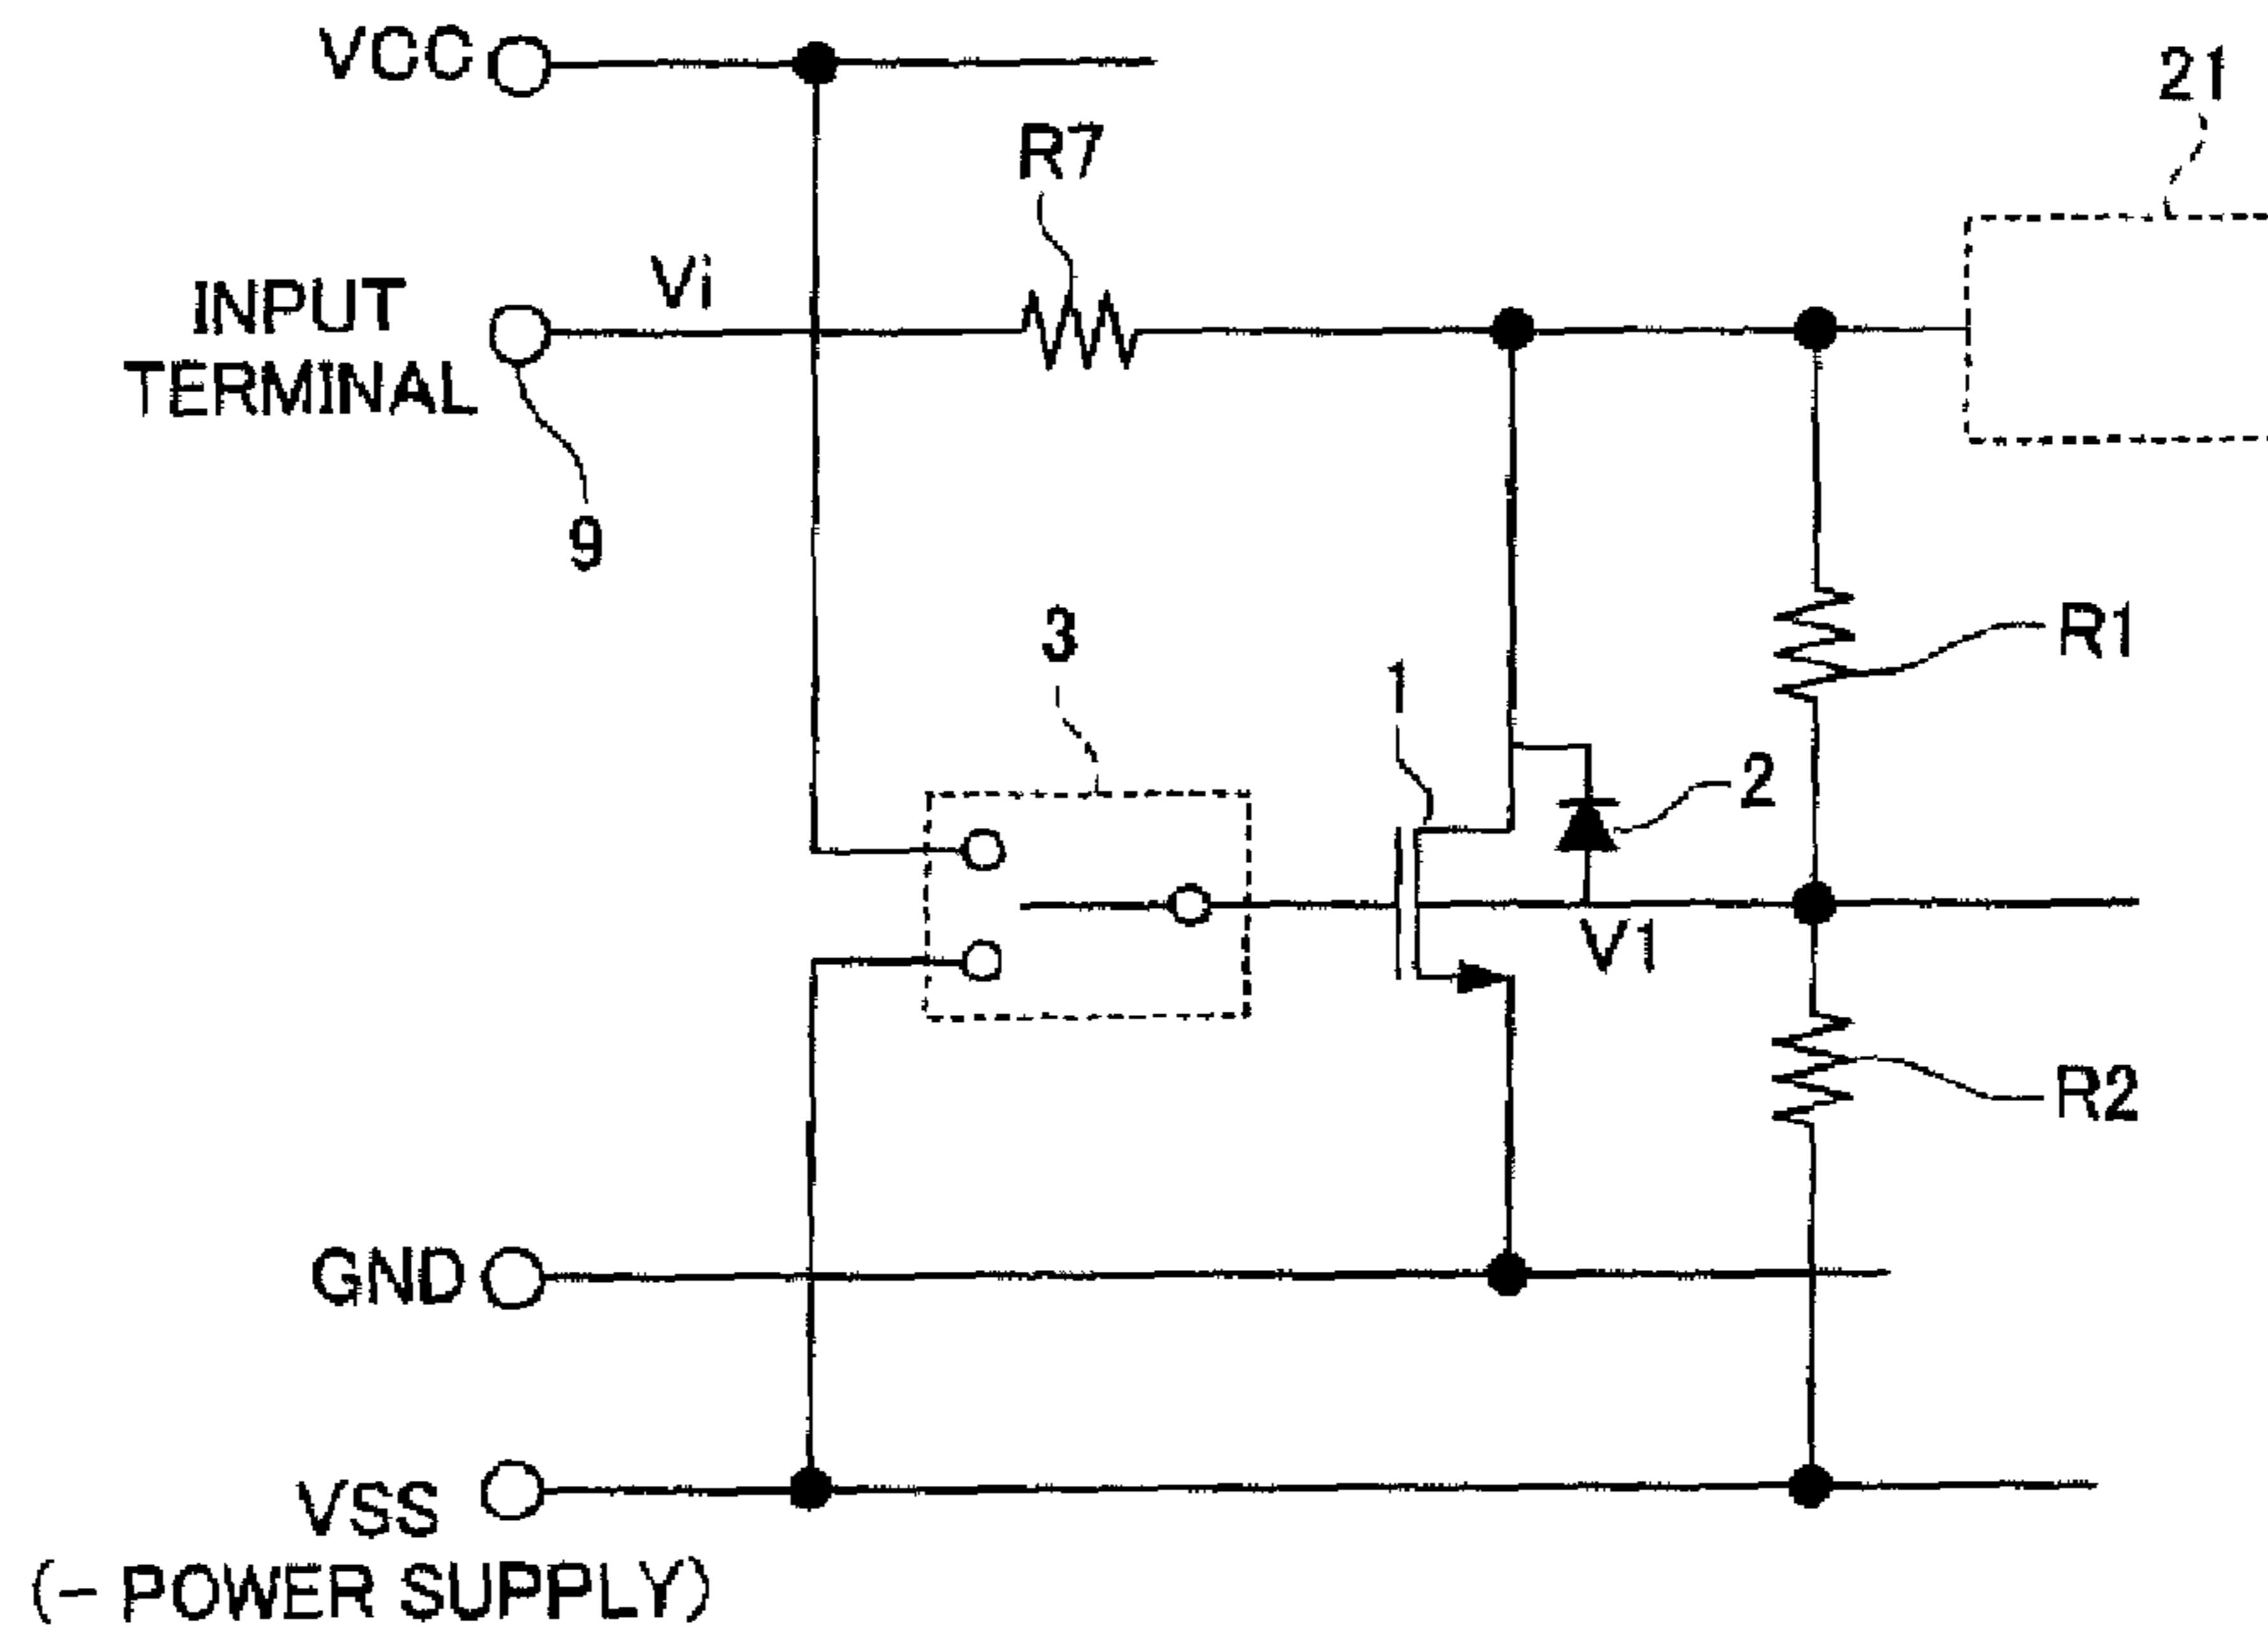 VCC
21
R7
Vi
INPUT
TERMINAL
9
3
1
R1
2
V1
R2
GND
VSS
(- POWER SUPPLY)